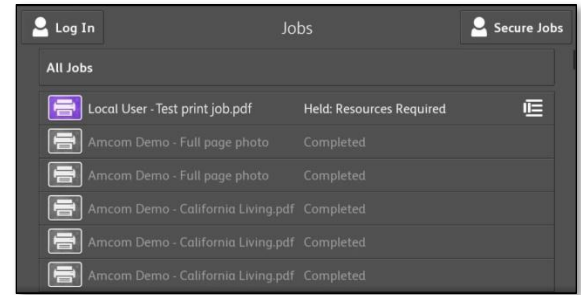 Log In Jobs Secure Jobs
All Jobs
Local User - Test print job.pdf Held: Resources Required
Amcom Demo - Full page photo Completed
Amcom Demo - Full page photo Completed
Amcom Demo - California Living.pdf Completed
Amcom Demo - California Living.pdf Completed
Amcom Demo - California Living.pdf Completed